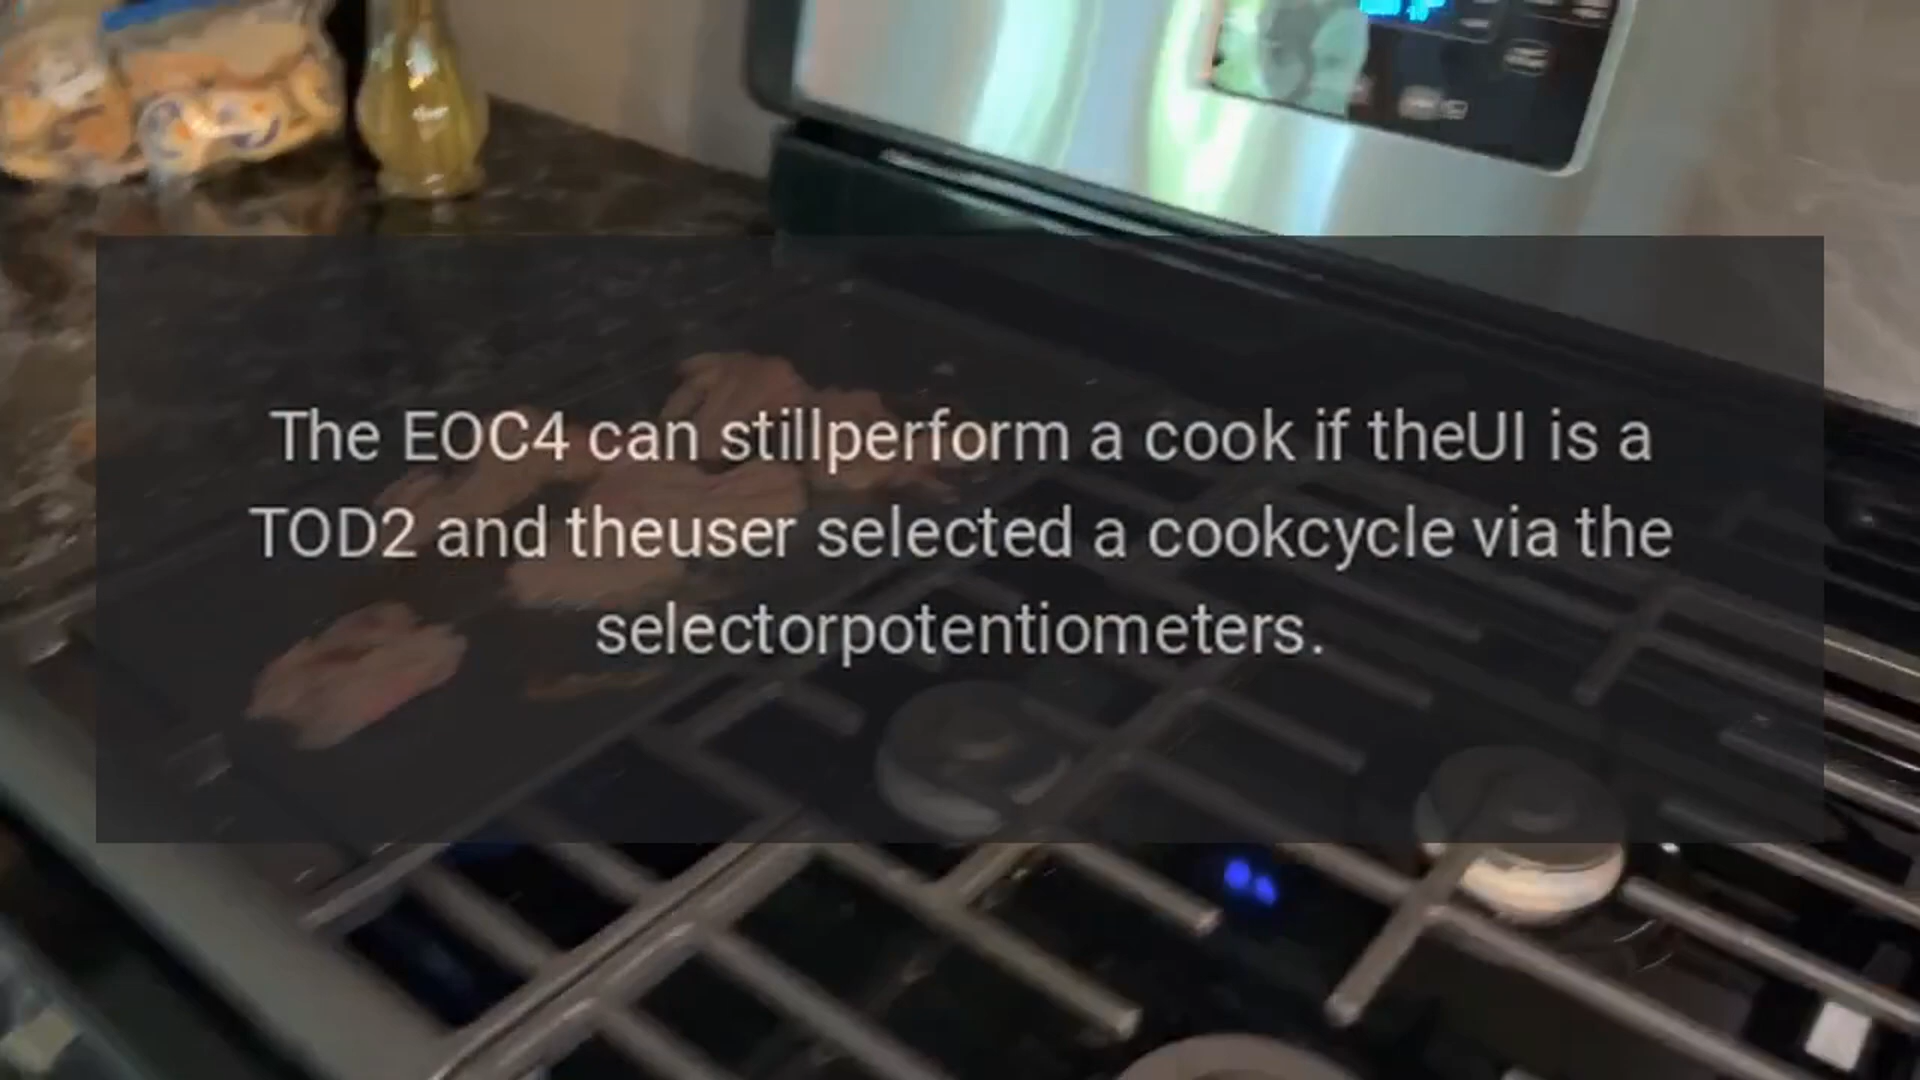 The EOC4 can stillperform a cook if theUI is a
TOD2 and theuser selected a cookcycle via the
selectorpotentiometers.